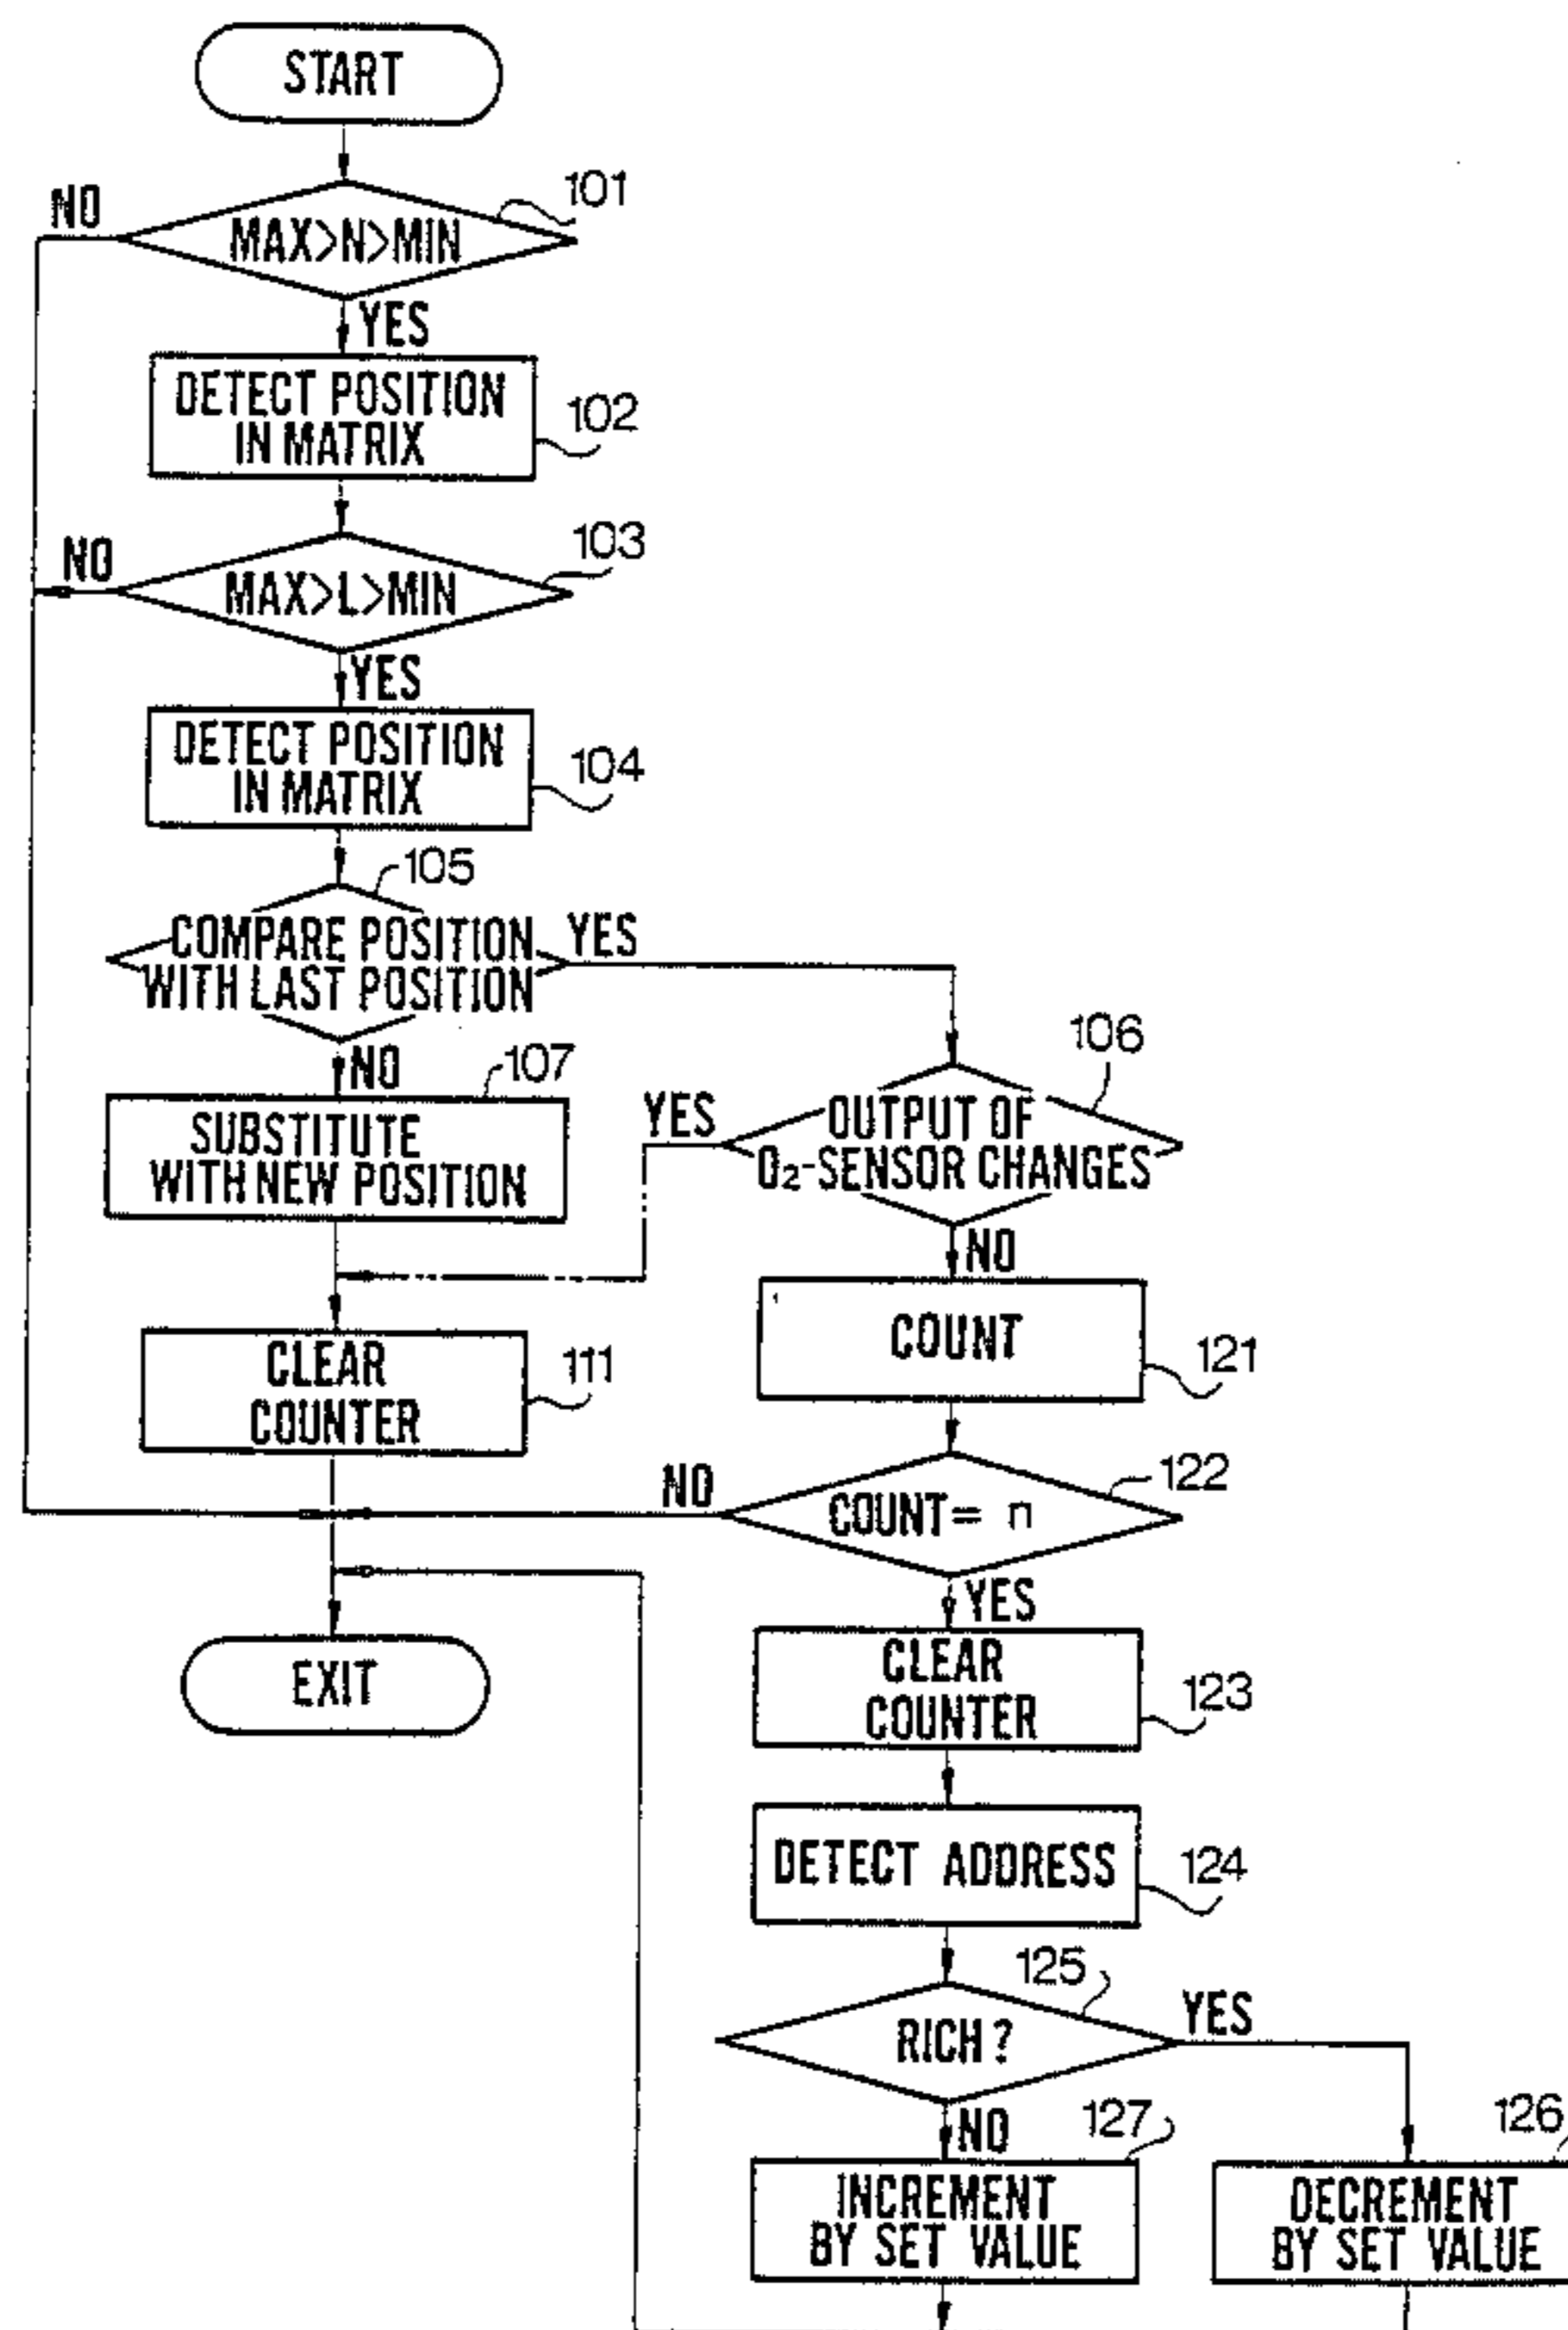 START
101
NO
MAX>N>MIN
YES
DETECT POSITION
IN MATRIX
102
103
NO
MAX>L>MIN
YES
DETECT POSITION
IN MATRIX
104
105
COMPARE POSITION
WITH LAST POSITION
YES
NO
107
SUBSTITUTE
WITH NEW POSITION
106
YES
OUTPUT OF
O₂-SENSOR CHANGES
NO
COUNT
121
CLEAR
COUNTER
111
NO
COUNT= n
122
YES
CLEAR
COUNTER
123
EXIT
DETECT ADDRESS
124
125
RICH?
YES
NO
127
INCREMENT
BY SET VALUE
126
DECREMENT
BY SET VALUE